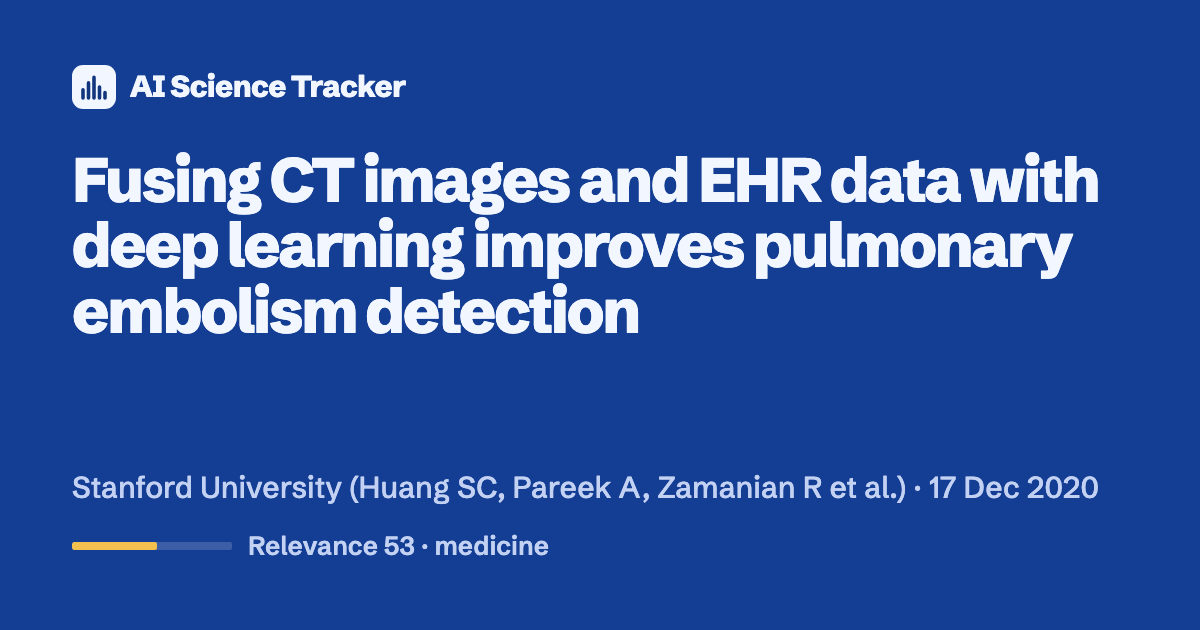 AI Science Tracker
Fusing CT images and EHR data with
deep learning improves pulmonary
embolism detection
Stanford University (Huang SC, Pareek A, Zamanian R et al.) · 17 Dec 2020
Relevance 53 · medicine